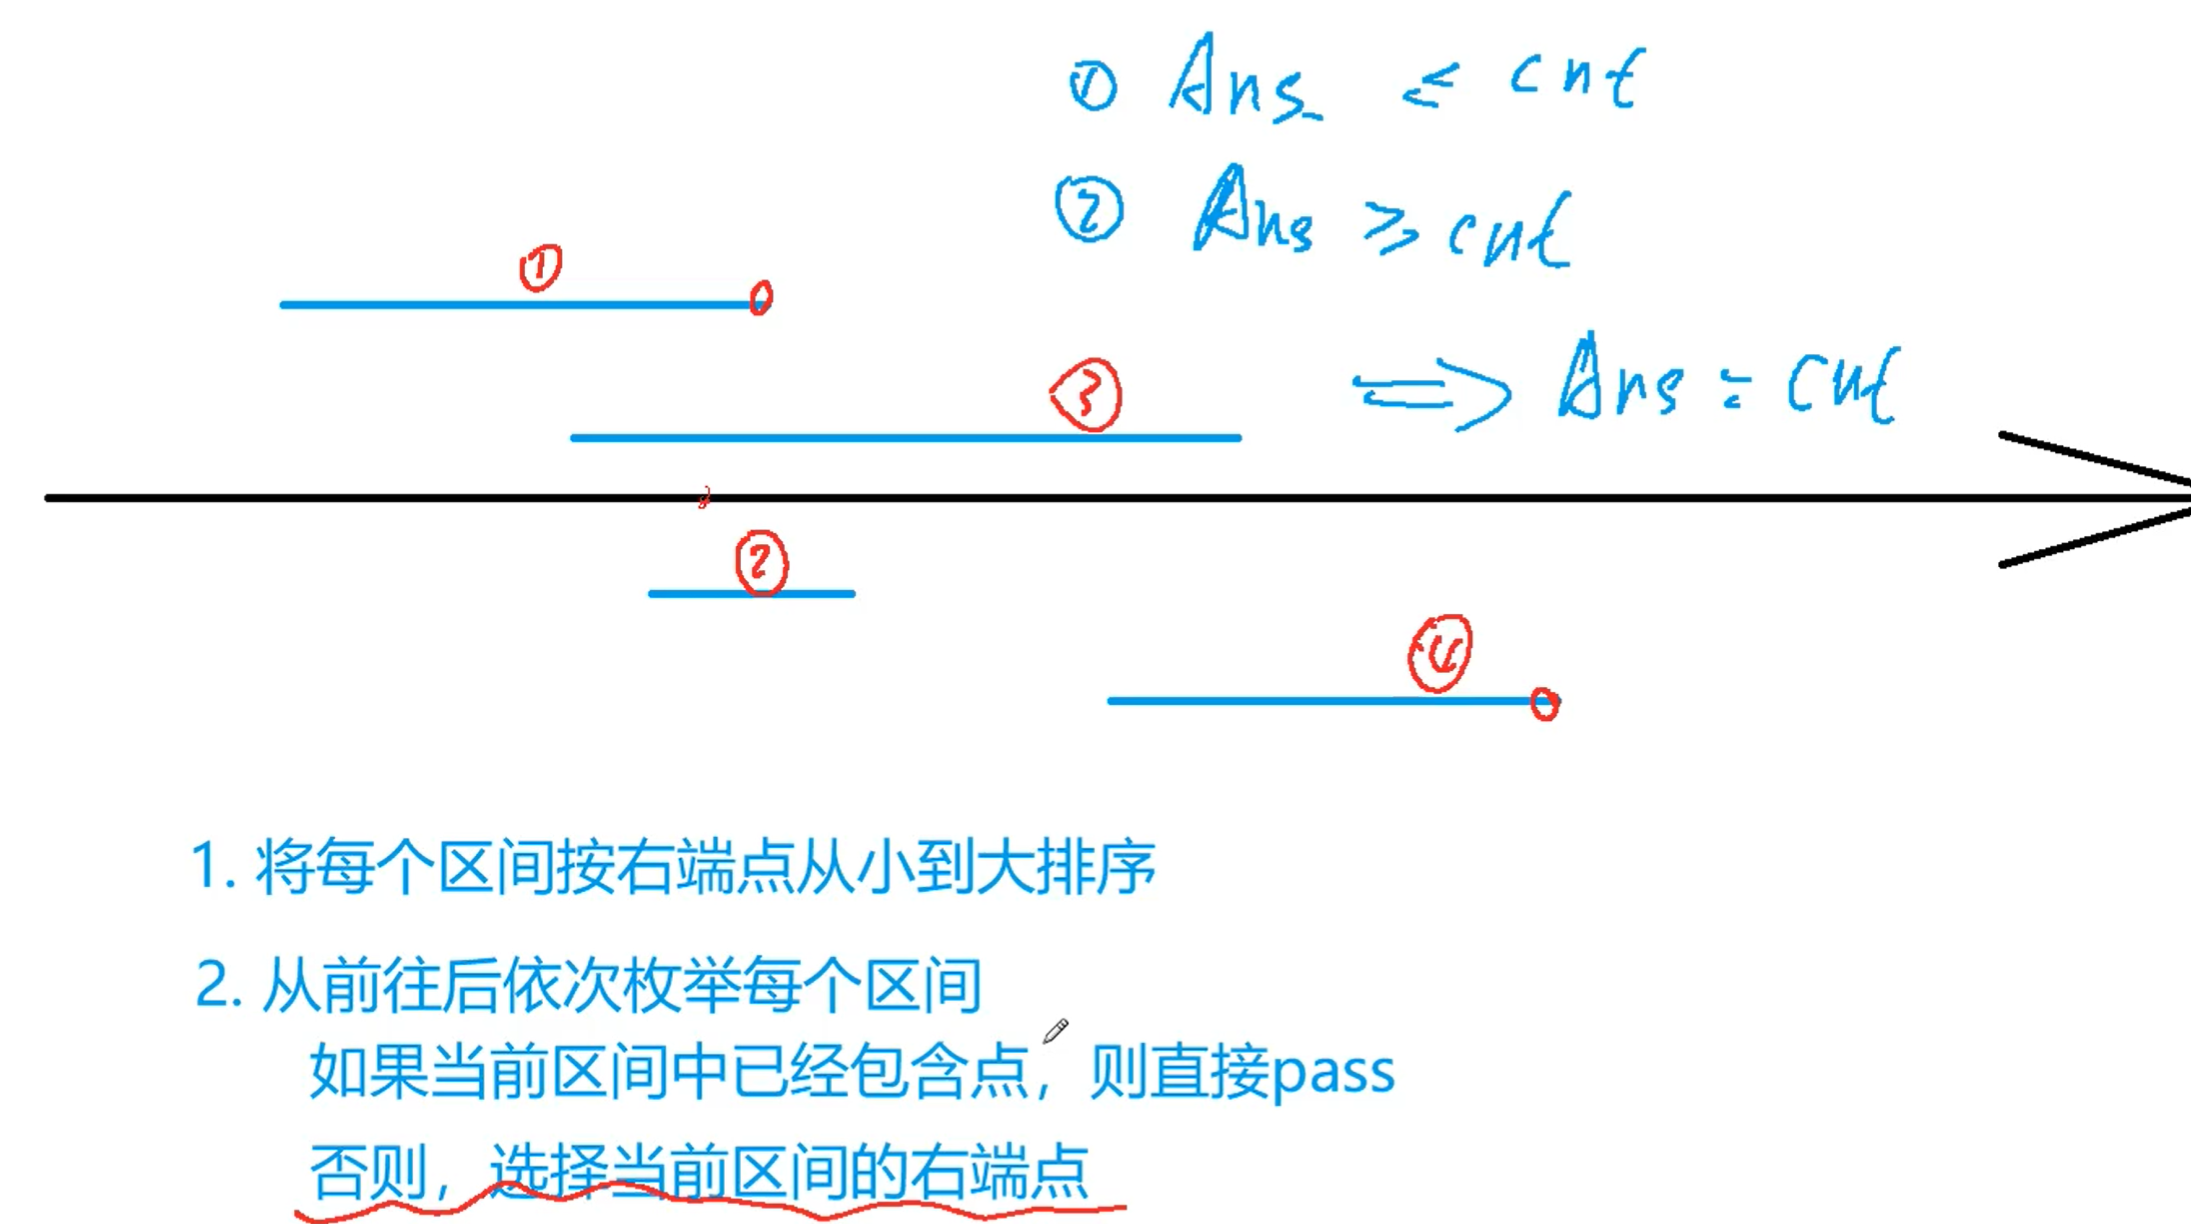 ① Ans ≤ cnt
② Ans ≥ cnt
①
③
⇒ Ans = cnt
②
④
1. 将每个区间按右端点从小到大排序
2. 从前往后依次枚举每个区间
如果当前区间中已经包含点，则直接pass
否则，选择当前区间的右端点